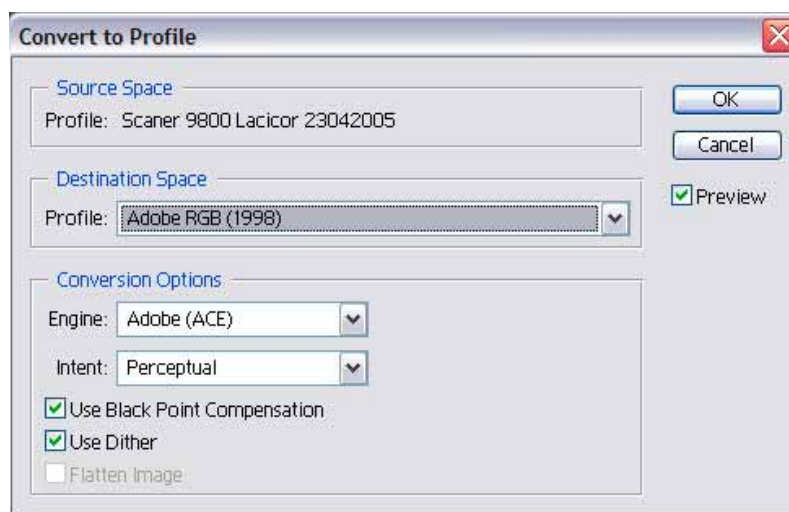 Convert to Profile
Source Space
Profile: Scaner 9800 Lacicor 23042005
OK
Cancel
Destination Space
Profile: Adobe RGB (1998)
Preview
Conversion Options
Engine: Adobe (ACE)
Intent: Perceptual
Use Black Point Compensation
Use Dither
Flatten Image